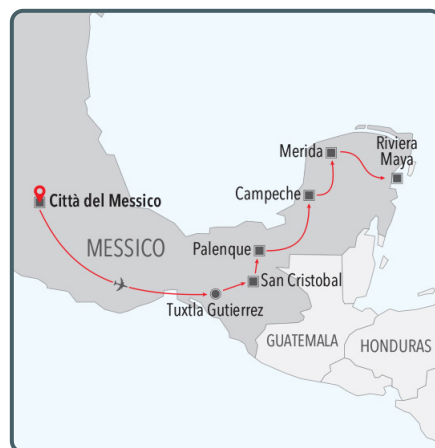 Merida
Riviera
Maya
Campeche
Città del Messico
MESSICO
Palenque
San Cristobal
Tuxtla Gutierrez
GUATEMALA
HONDURAS